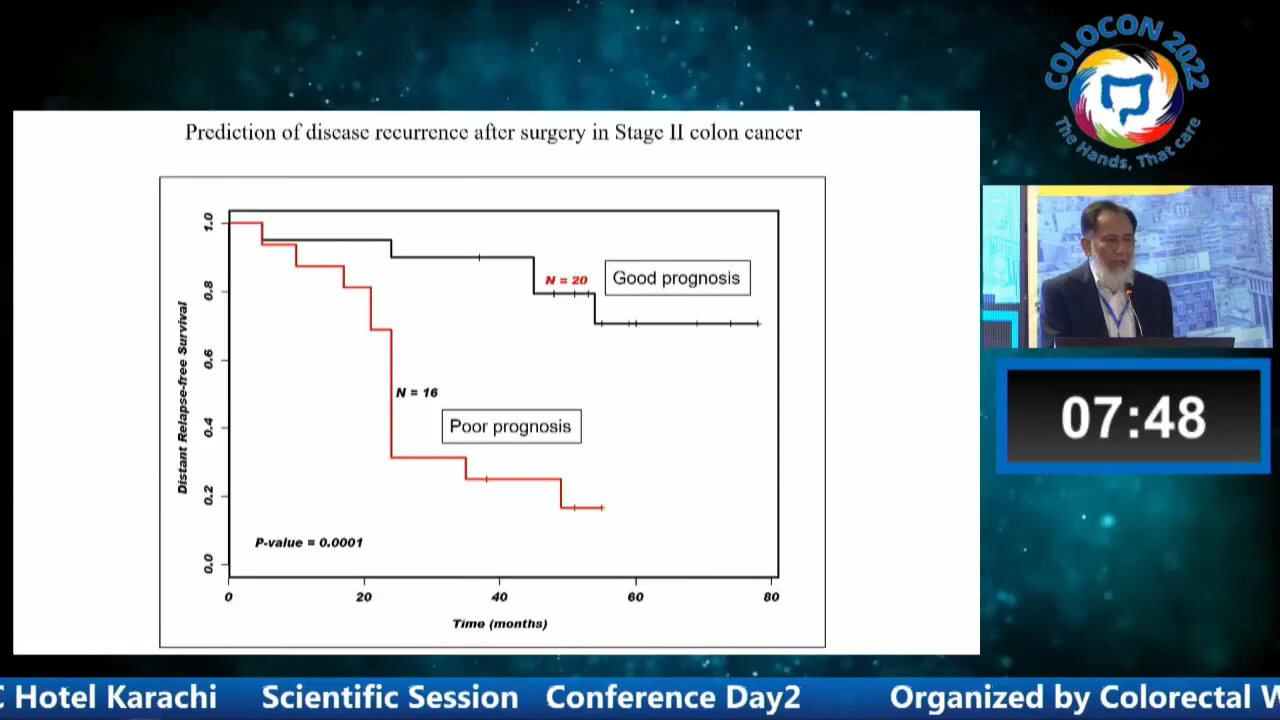 COLOCON 2022
The Hands, That care
Prediction of disease recurrence after surgery in Stage II colon cancer
1.0
0.8
0.6
0.4
0.2
0.0
Distant Relapse-free Survival
N = 20
Good prognosis
N = 16
Poor prognosis
P-value = 0.0001
0 20 40 60 80
Time (months)
07:48
C Hotel Karachi Scientific Session Conference Day2 Organized by Colorectal W